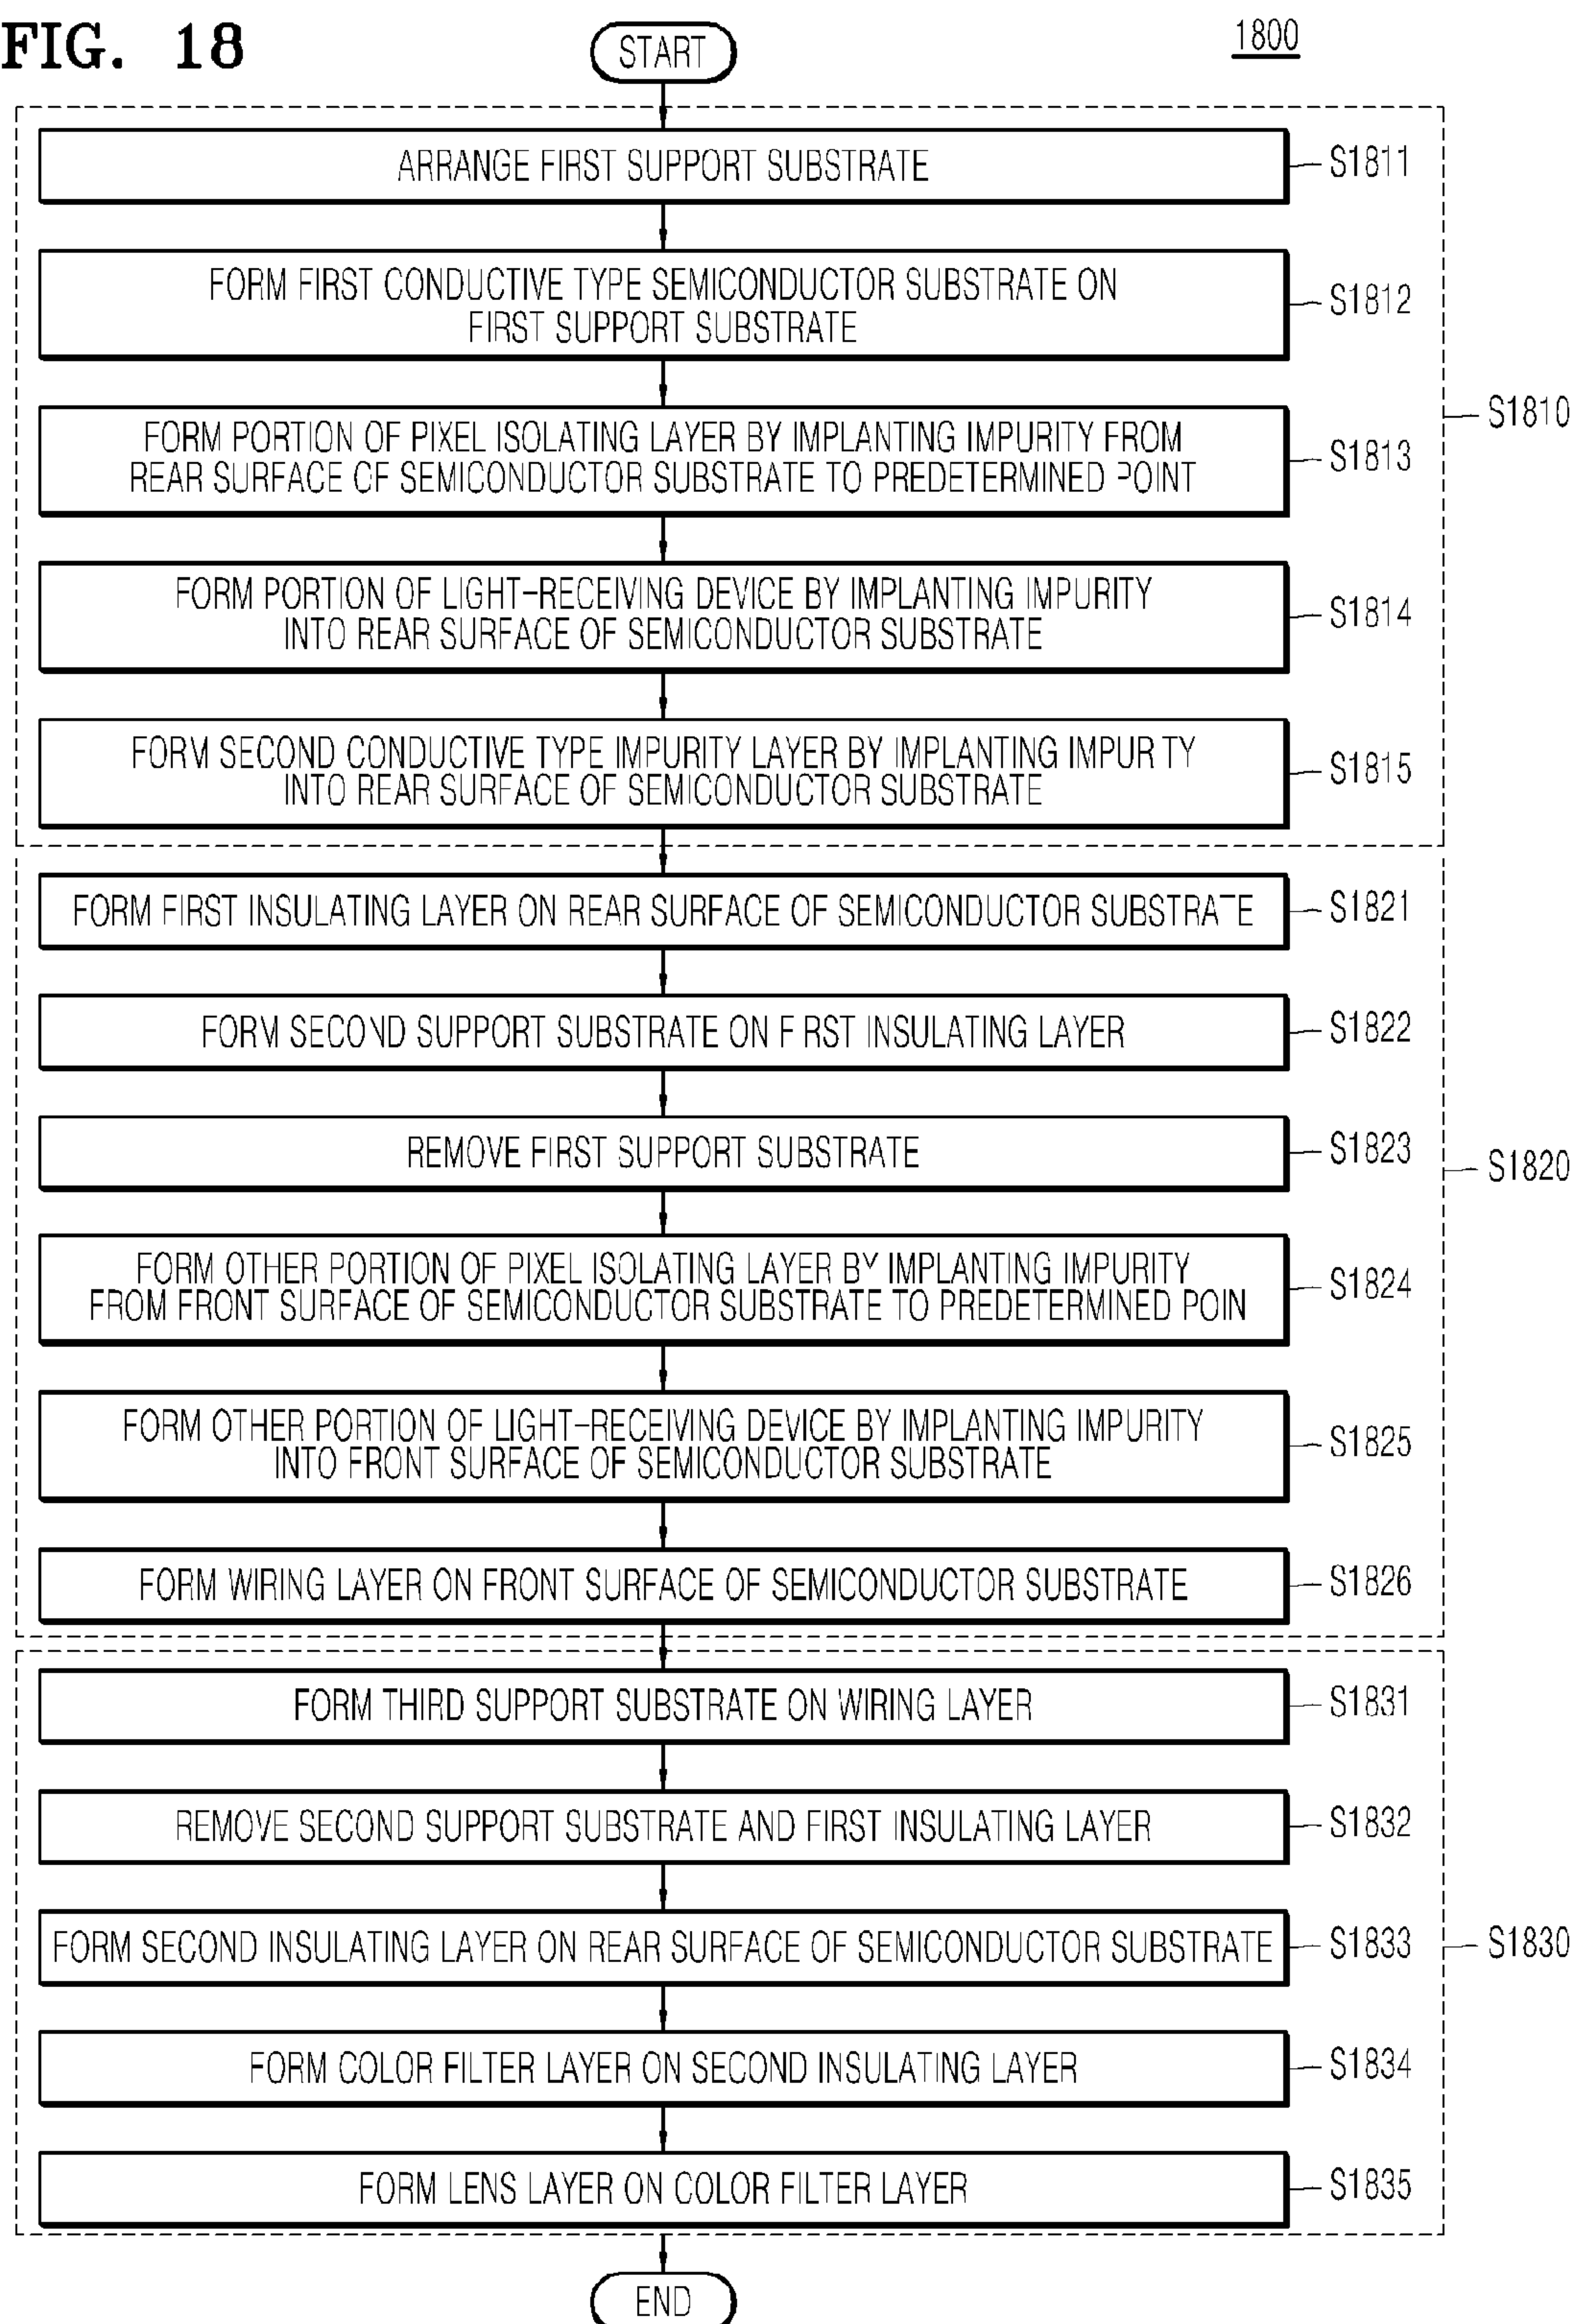 FIG. 18
START
1800
ARRANGE FIRST SUPPORT SUBSTRATE
S1811
FORM FIRST CONDUCTIVE TYPE SEMICONDUCTOR SUBSTRATE ON
FIRST SUPPORT SUBSTRATE
S1812
FORM PORTION OF PIXEL ISOLATING LAYER BY IMPLANTING IMPURITY FROM
REAR SURFACE OF SEMICONDUCTOR SUBSTRATE TO PREDETERMINED POINT
S1813
S1810
FORM PORTION OF LIGHT-RECEIVING DEVICE BY IMPLANTING IMPURITY
INTO REAR SURFACE OF SEMICONDUCTOR SUBSTRATE
S1814
FORM SECOND CONDUCTIVE TYPE IMPURITY LAYER BY IMPLANTING IMPURITY
INTO REAR SURFACE OF SEMICONDUCTOR SUBSTRATE
S1815
FORM FIRST INSULATING LAYER ON REAR SURFACE OF SEMICONDUCTOR SUBSTRATE
S1821
FORM SECOND SUPPORT SUBSTRATE ON FIRST INSULATING LAYER
S1822
REMOVE FIRST SUPPORT SUBSTRATE
S1823
S1820
FORM OTHER PORTION OF PIXEL ISOLATING LAYER BY IMPLANTING IMPURITY
FROM FRONT SURFACE OF SEMICONDUCTOR SUBSTRATE TO PREDETERMINED POIN
S1824
FORM OTHER PORTION OF LIGHT-RECEIVING DEVICE BY IMPLANTING IMPURITY
INTO FRONT SURFACE OF SEMICONDUCTOR SUBSTRATE
S1825
FORM WIRING LAYER ON FRONT SURFACE OF SEMICONDUCTOR SUBSTRATE
S1826
FORM THIRD SUPPORT SUBSTRATE ON WIRING LAYER
S1831
REMOVE SECOND SUPPORT SUBSTRATE AND FIRST INSULATING LAYER
S1832
FORM SECOND INSULATING LAYER ON REAR SURFACE OF SEMICONDUCTOR SUBSTRATE
S1833
S1830
FORM COLOR FILTER LAYER ON SECOND INSULATING LAYER
S1834
FORM LENS LAYER ON COLOR FILTER LAYER
S1835
END